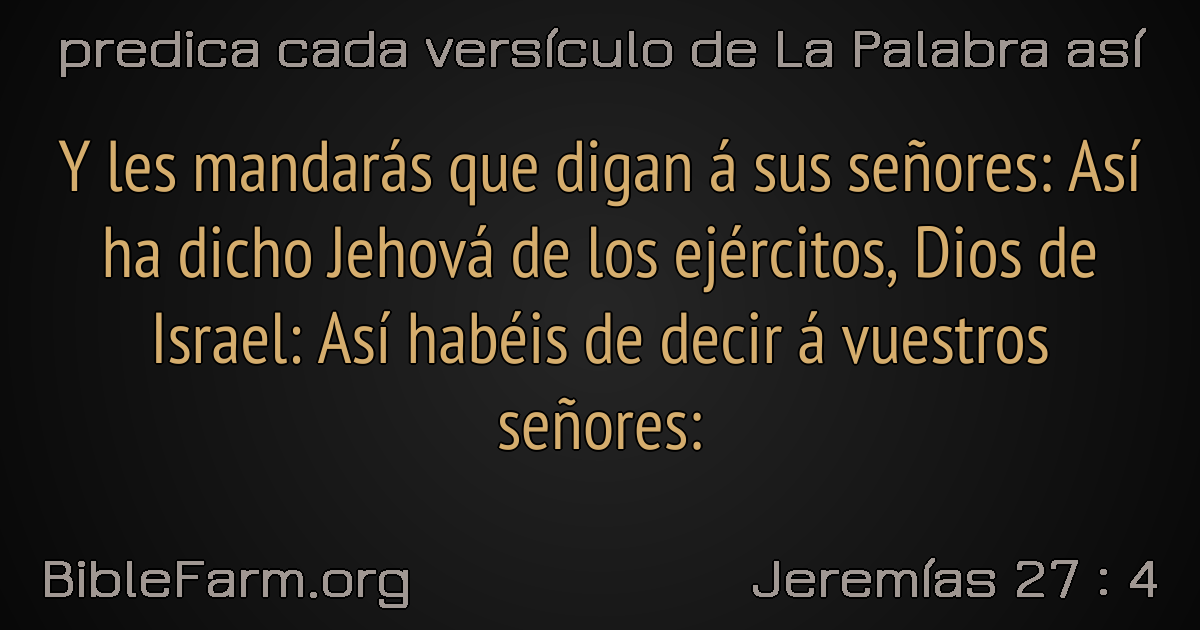 predica cada versículo de La Palabra así
Y les mandarás que digan á sus señores: Así
ha dicho Jehová de los ejércitos, Dios de
Israel: Así habéis de decir á vuestros
señores:
BibleFarm.org
Jeremías 27 : 4